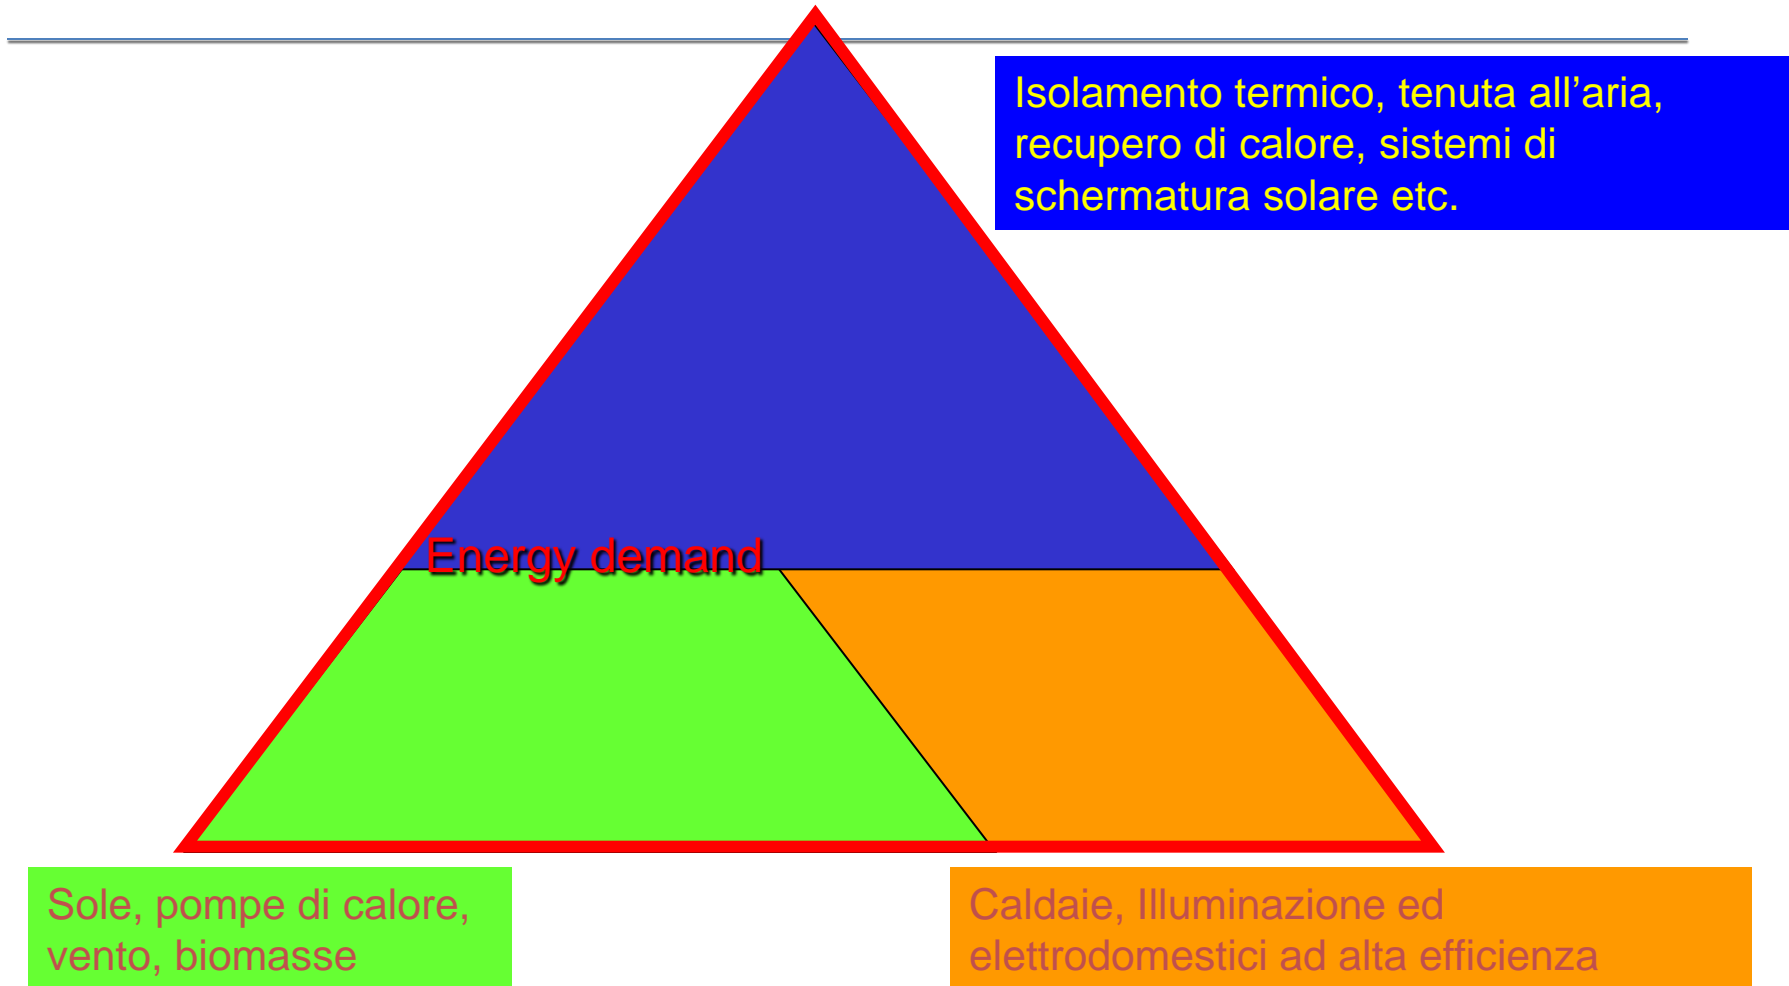 Isolamento termico, tenuta all’aria,
recupero di calore, sistemi di
schermatura solare etc.
Energy demand
Sole, pompe di calore,
vento, biomasse
Caldaie, Illuminazione ed
elettrodomestici ad alta efficienza